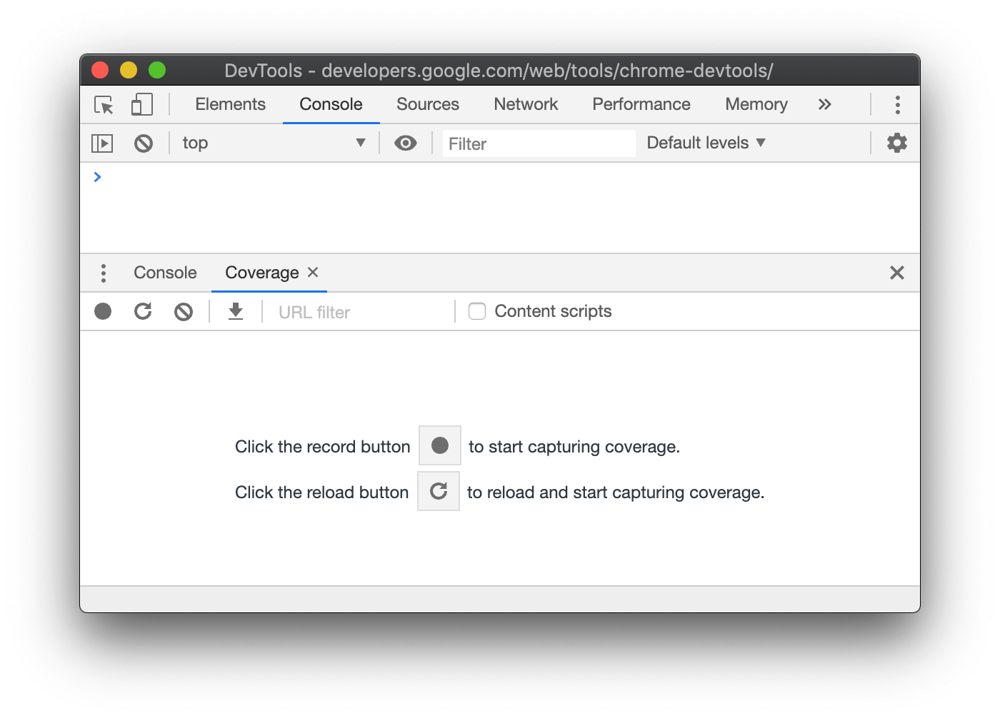 DevTools - developers.google.com/web/tools/chrome-devtools/
Elements Console Sources Network Performance Memory
top Filter Default levels
Console Coverage
URL filter Content scripts
Click the record button to start capturing coverage.
Click the reload button to reload and start capturing coverage.